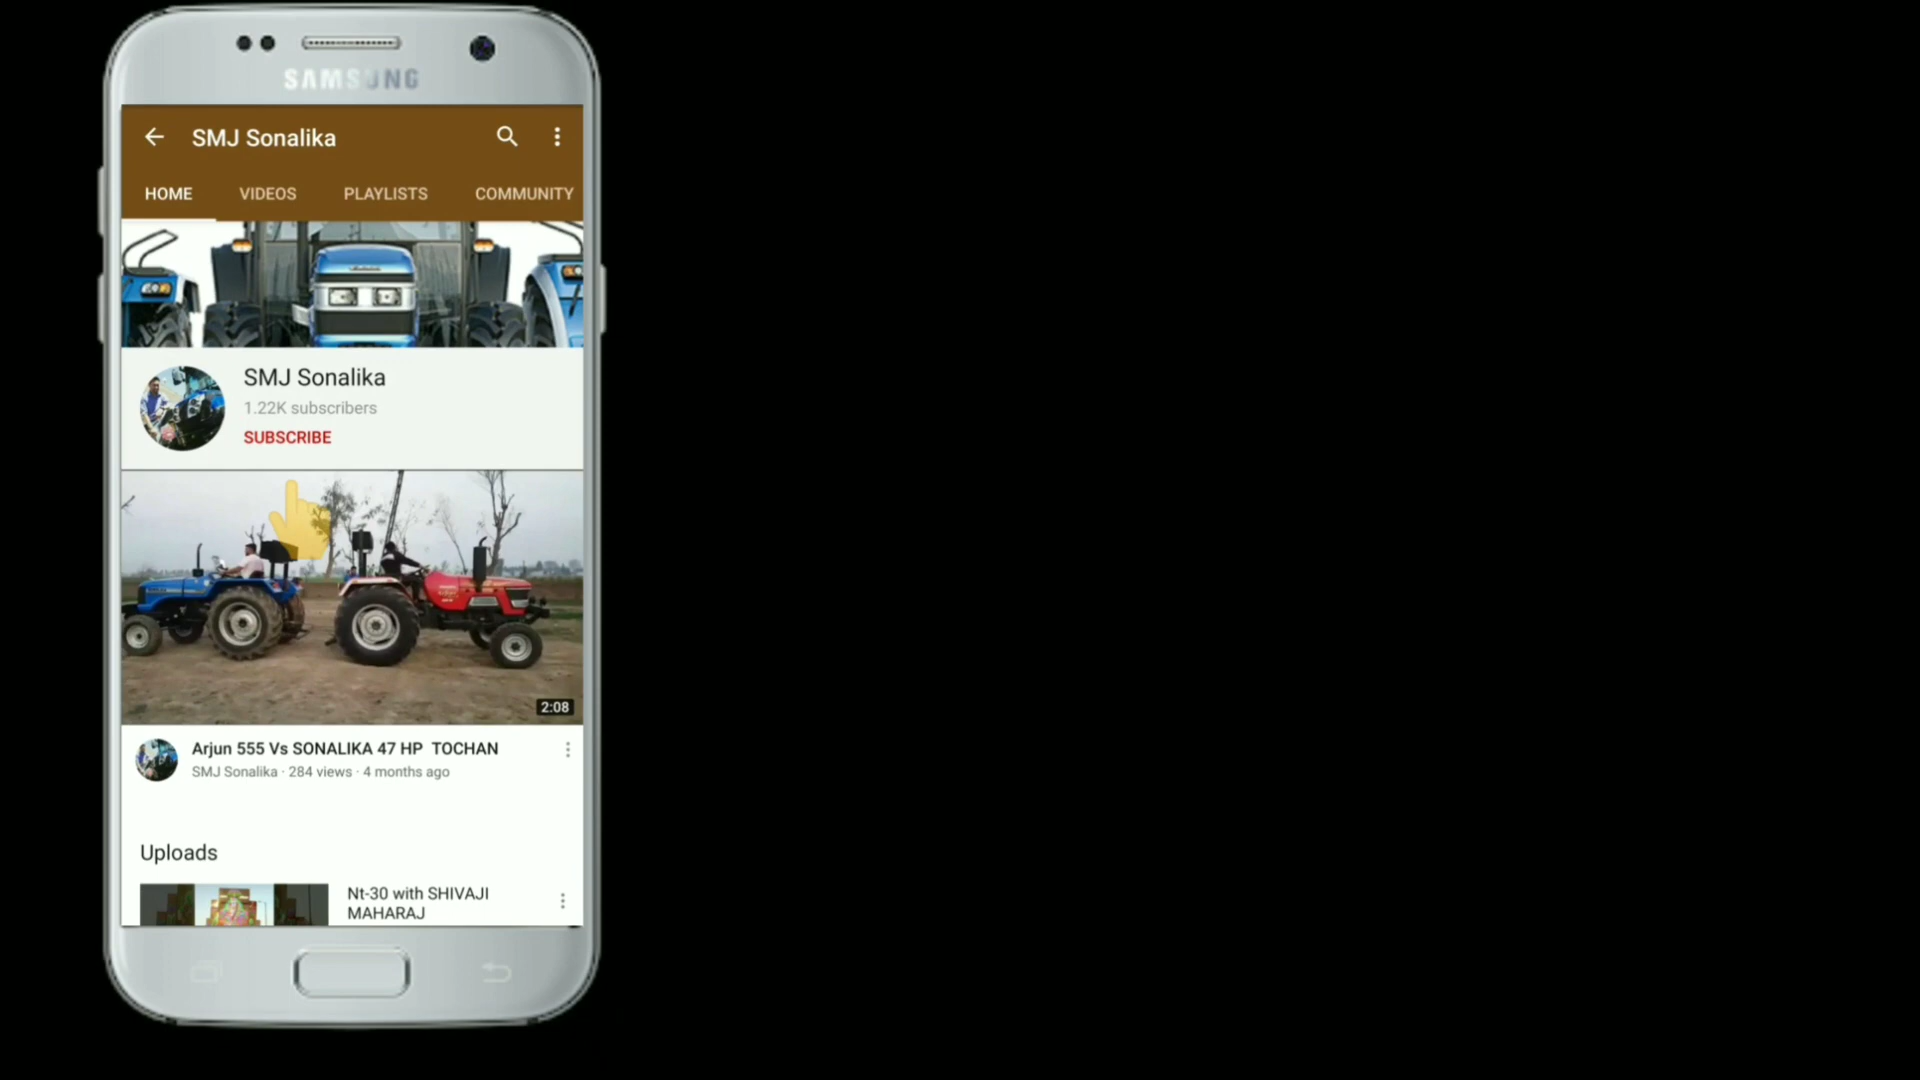 SAMSUNG
SMJ Sonalika
HOME VIDEOS PLAYLISTS COMMUNITY
SMJ Sonalika
1.22K subscribers
SUBSCRIBE
2:08
Arjun 555 Vs SONALIKA 47 HP TOCHAN
SMJ Sonalika · 284 views · 4 months ago
Uploads
Nt-30 with SHIVAJI
MAHARAJ